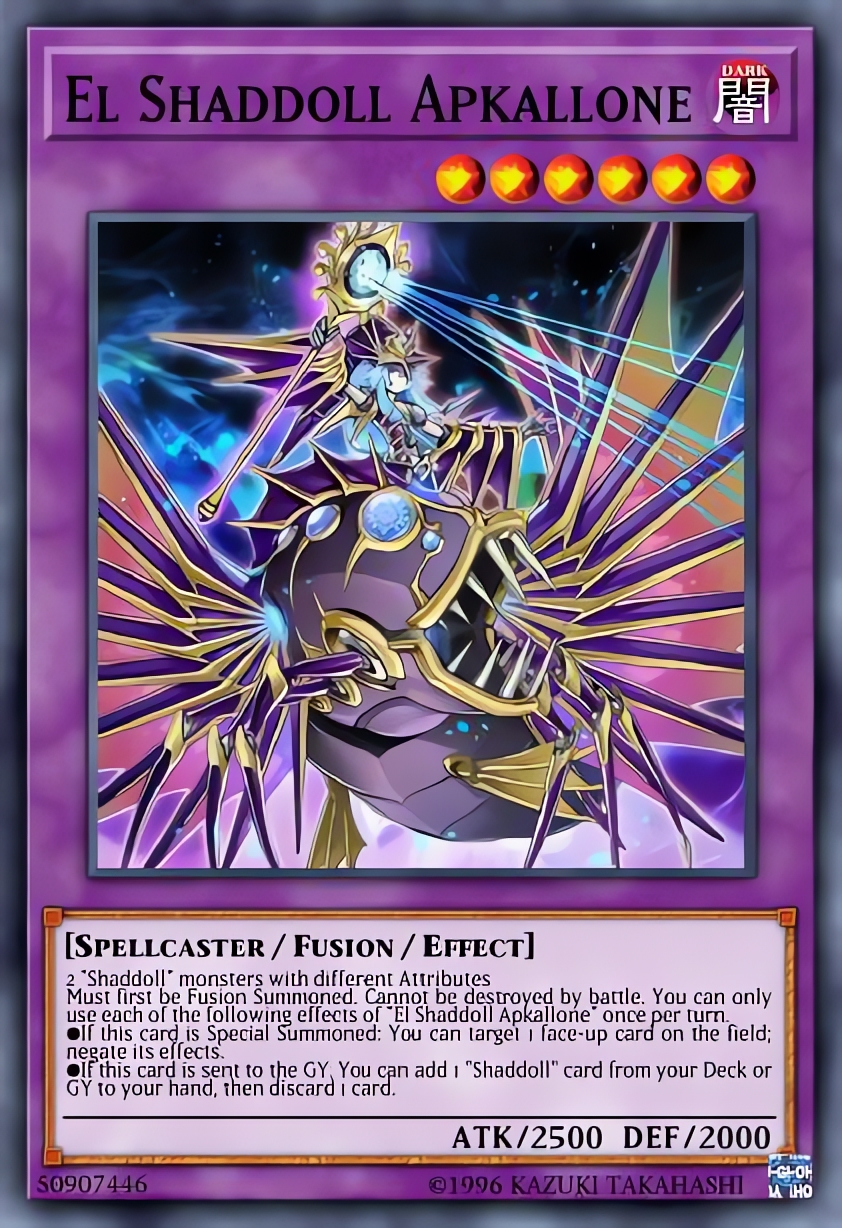 EL SHADDOLL APKALLONE
DARK
闇
[SPELLCASTER / FUSION / EFFECT]
2 "Shaddoll" monsters with different Attributes
Must first be Fusion Summoned. Cannot be destroyed by battle. You can only
use each of the following effects of "El Shaddoll Apkallone" once per turn.
●If this card is Special Summoned: You can target 1 face-up card on the field;
negate its effects.
●If this card is sent to the GY: You can add 1 "Shaddoll" card from your Deck or
GY to your hand, then discard 1 card.
ATK/2500 DEF/2000
50907446
©1996 KAZUKI TAKAHASHI